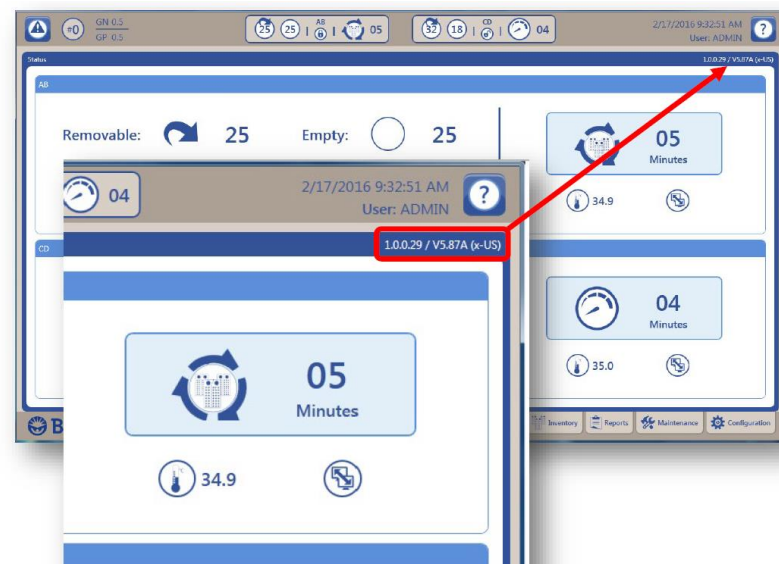 #0
GN 0.5
GP 0.5
25 25 AB 05
32 18 CD 04
2/17/2016 9:32:51 AM
User: ADMIN
?
Status
1.0.0.29 / V5.87A (x-US)
AB
Removable: 25 Empty: 25
05
Minutes
34.9
CD
04
Minutes
35.0
B
Inventory Reports Maintenance Configuration
04
2/17/2016 9:32:51 AM
User: ADMIN
?
1.0.0.29 / V5.87A (x-US)
05
Minutes
34.9